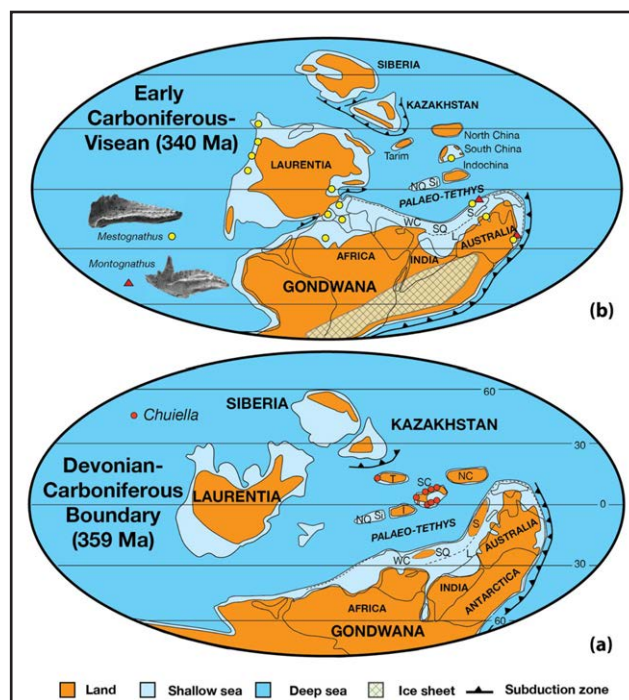 SIBERIA
Early
Carboniferous-
Visean (340 Ma)
KAZAKHSTAN
North China
South China
Tarim
Indochina
LAURENTIA
NQ
Si
PALAEO-TETHYS
S
WC
SQ
L
AUSTRALIA
Mestognathus
AFRICA
INDIA
Montognathus
GONDWANA
(b)
60
Chuiella
SIBERIA
KAZAKHSTAN
30
Devonian-
Carboniferous
Boundary
(359 Ma)
LAURENTIA
T
SC
NC
NQ
Si
I
0
PALAEO-TETHYS
S
AUSTRALIA
WC
SQ
L
30
INDIA
ANTARCTICA
AFRICA
60
GONDWANA
(a)
Land
Shallow sea
Deep sea
Ice sheet
Subduction zone